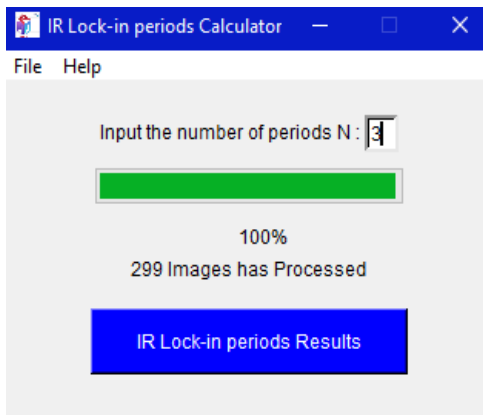 IR Lock-in periods Calculator
File Help
Input the number of periods N : 3
100%
299 Images has Processed
IR Lock-in periods Results